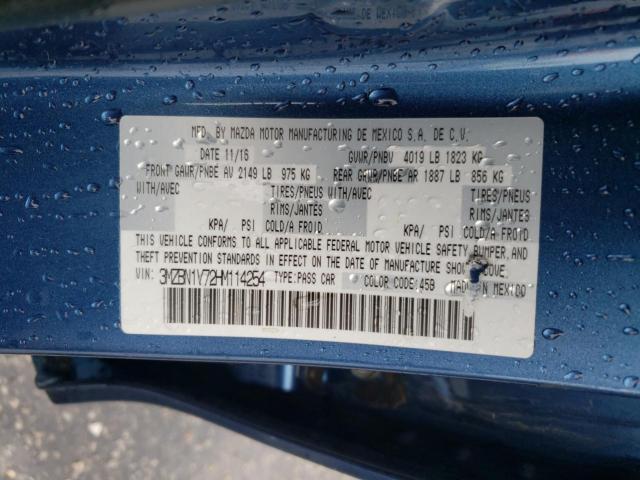 MFD. BY MAZDA MOTOR MANUFACTURING DE MEXICO S.A. DE C.V.
DATE 11/16 GVWR/PNBV 4019 LB 1823 KG
FRONT GAWR/PNBE AV 2149 LB 975 KG REAR GAWR/PNBE AR 1887 LB 856 KG
WITH/AVEC TIRES/PNEUS WITH/AVEC TIRES/PNEUS
RIMS/JANTES RIMS/JANTES
KPA/ PSI COLD/A FROID KPA/ PSI COLD/A FROID
THIS VEHICLE CONFORMS TO ALL APPLICABLE FEDERAL MOTOR VEHICLE SAFETY, BUMPER, AND
THEFT PREVENTION STANDARDS IN EFFECT ON THE DATE OF MANUFACTURE SHOWN ABOVE.
VIN: 3MZBN1V72HM114254 TYPE:PASS CAR COLOR CODE:45B MADE IN MEXICO